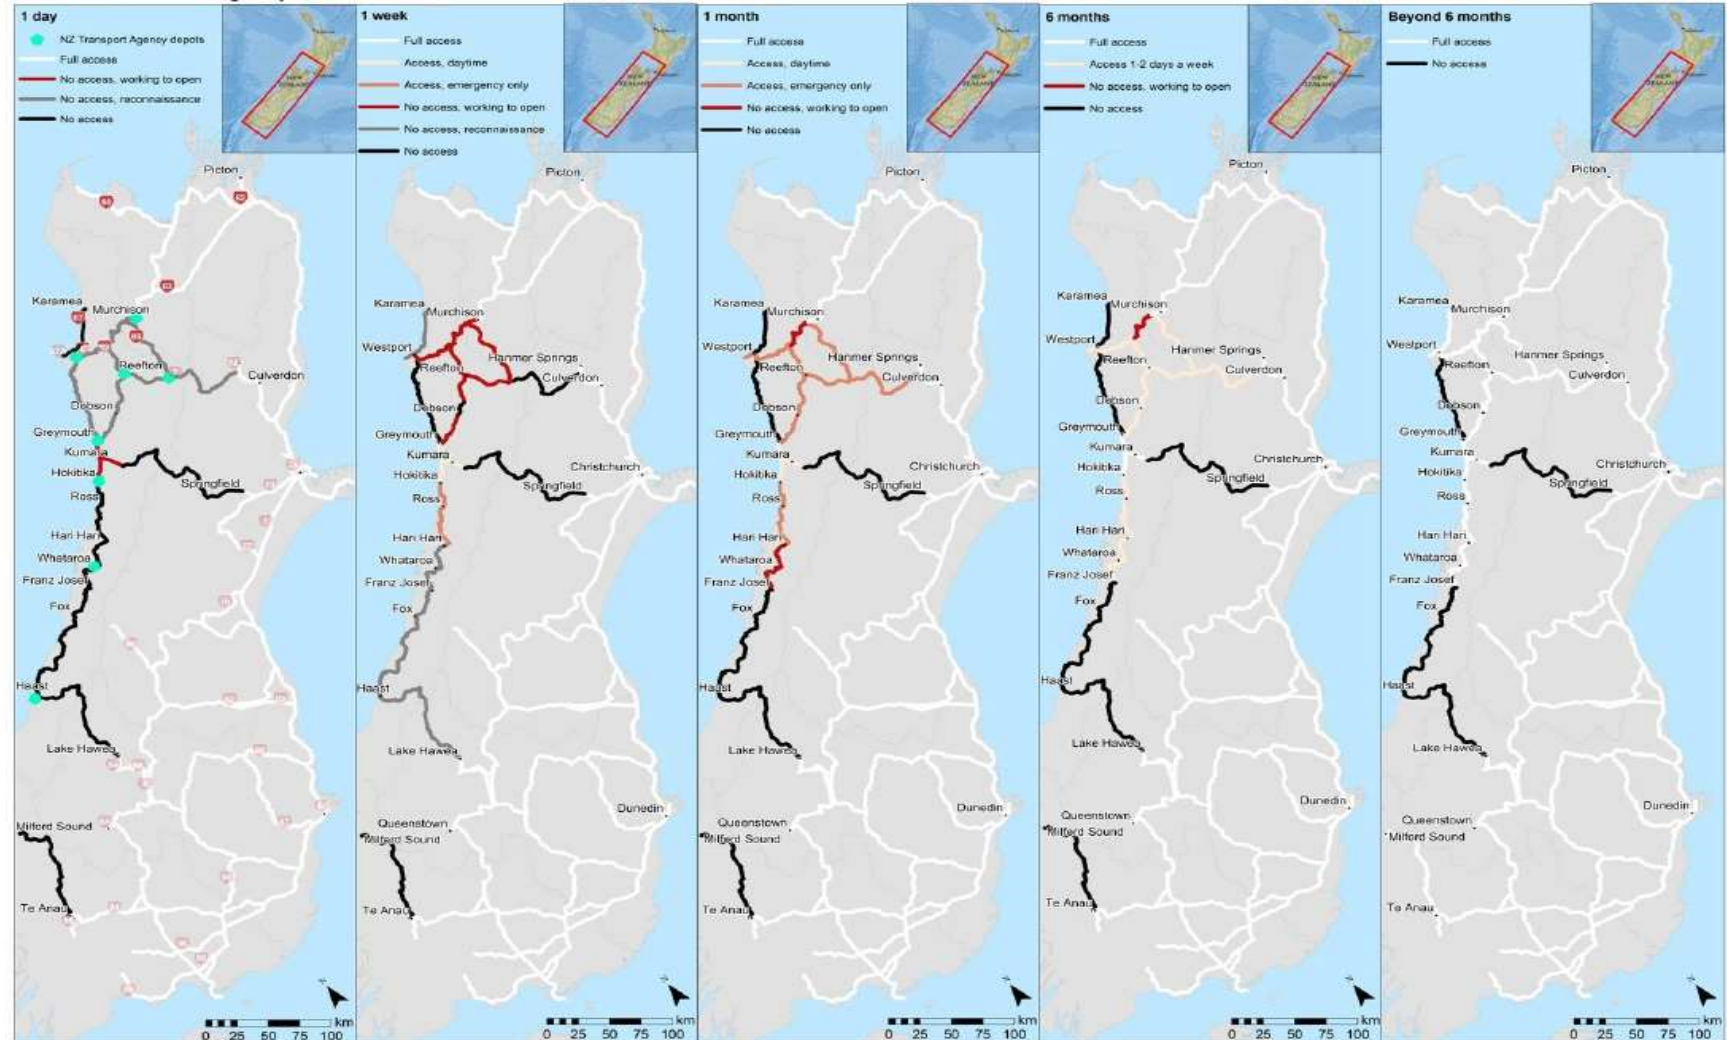 1 day
NZ Transport Agency depots
Full access
No access, working to open
No access, reconnaissance
No access
Picton
Karamea
Murchison
Reefton
Culverdon
Dobson
Greymouth
Kumara
Hokitika
Springfield
Ross
Hari Hari
Whataroa
Franz Josef
Fox
Haast
Lake Hawea
Milford Sound
Te Anau
km
0 25 50 75 100
1 week
Full access
Access, daytime
Access, emergency only
No access, working to open
No access, reconnaissance
No access
Picton
Karamea
Murchison
Westport
Hanmer Springs
Reefton
Culverdon
Dobson
Greymouth
Kumara
Christchurch
Hokitika
Springfield
Ross
Hari Hari
Whataroa
Franz Josef
Fox
Haast
Lake Hawea
Dunedin
Queenstown
Milford Sound
Te Anau
km
0 25 50 75 100
1 month
Full access
Access, daytime
Access, emergency only
No access, working to open
No access
Picton
Karamea
Murchison
Westport
Hanmer Springs
Reefton
Culverdon
Dobson
Greymouth
Kumara
Christchurch
Hokitika
Springfield
Ross
Hari Hari
Whataroa
Franz Josef
Fox
Haast
Lake Hawea
Dunedin
Queenstown
Milford Sound
Te Anau
km
0 25 50 75 100
6 months
Full access
Access 1-2 days a week
No access, working to open
No access
Picton
Karamea
Murchison
Westport
Hanmer Springs
Reefton
Culverdon
Dobson
Greymouth
Kumara
Christchurch
Hokitika
Springfield
Ross
Hari Hari
Whataroa
Franz Josef
Fox
Haast
Lake Hawea
Dunedin
Queenstown
Milford Sound
Te Anau
km
0 25 50 75 100
Beyond 6 months
Full access
No access
Picton
Karamea
Murchison
Westport
Hanmer Springs
Reefton
Culverdon
Dobson
Greymouth
Kumara
Christchurch
Hokitika
Springfield
Ross
Hari Hari
Whataroa
Franz Josef
Fox
Haast
Lake Hawea
Dunedin
Queenstown
Milford Sound
Te Anau
km
0 25 50 75 100